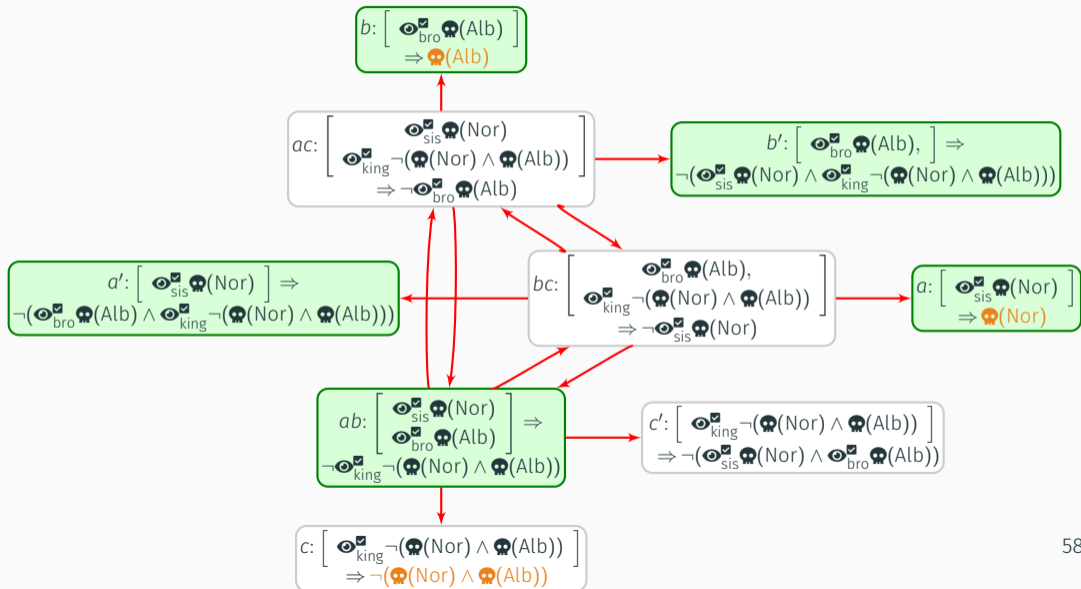 b: [ 👁☑bro💀(Alb) ]
⇒ 💀(Alb)
ac: [ 👁☑sis💀(Nor)
👁☑king¬(💀(Nor) ∧ 💀(Alb)) ]
⇒ ¬👁☑bro💀(Alb)
b′: [ 👁☑bro💀(Alb), ] ⇒
¬(👁☑sis💀(Nor) ∧ 👁☑king¬(💀(Nor) ∧ 💀(Alb)))
a′: [ 👁☑sis💀(Nor) ] ⇒
¬(👁☑bro💀(Alb) ∧ 👁☑king¬(💀(Nor) ∧ 💀(Alb)))
bc: [ 👁☑bro💀(Alb),
👁☑king¬(💀(Nor) ∧ 💀(Alb)) ]
⇒ ¬👁☑sis💀(Nor)
a: [ 👁☑sis💀(Nor) ]
⇒ 💀(Nor)
ab: [ 👁☑sis💀(Nor)
👁☑bro💀(Alb) ] ⇒
¬👁☑king¬(💀(Nor) ∧ 💀(Alb))
c′: [ 👁☑king¬(💀(Nor) ∧ 💀(Alb)) ]
⇒ ¬(👁☑sis💀(Nor) ∧ 👁☑bro💀(Alb))
c: [ 👁☑king¬(💀(Nor) ∧ 💀(Alb)) ]
⇒ ¬(💀(Nor) ∧ 💀(Alb))
58